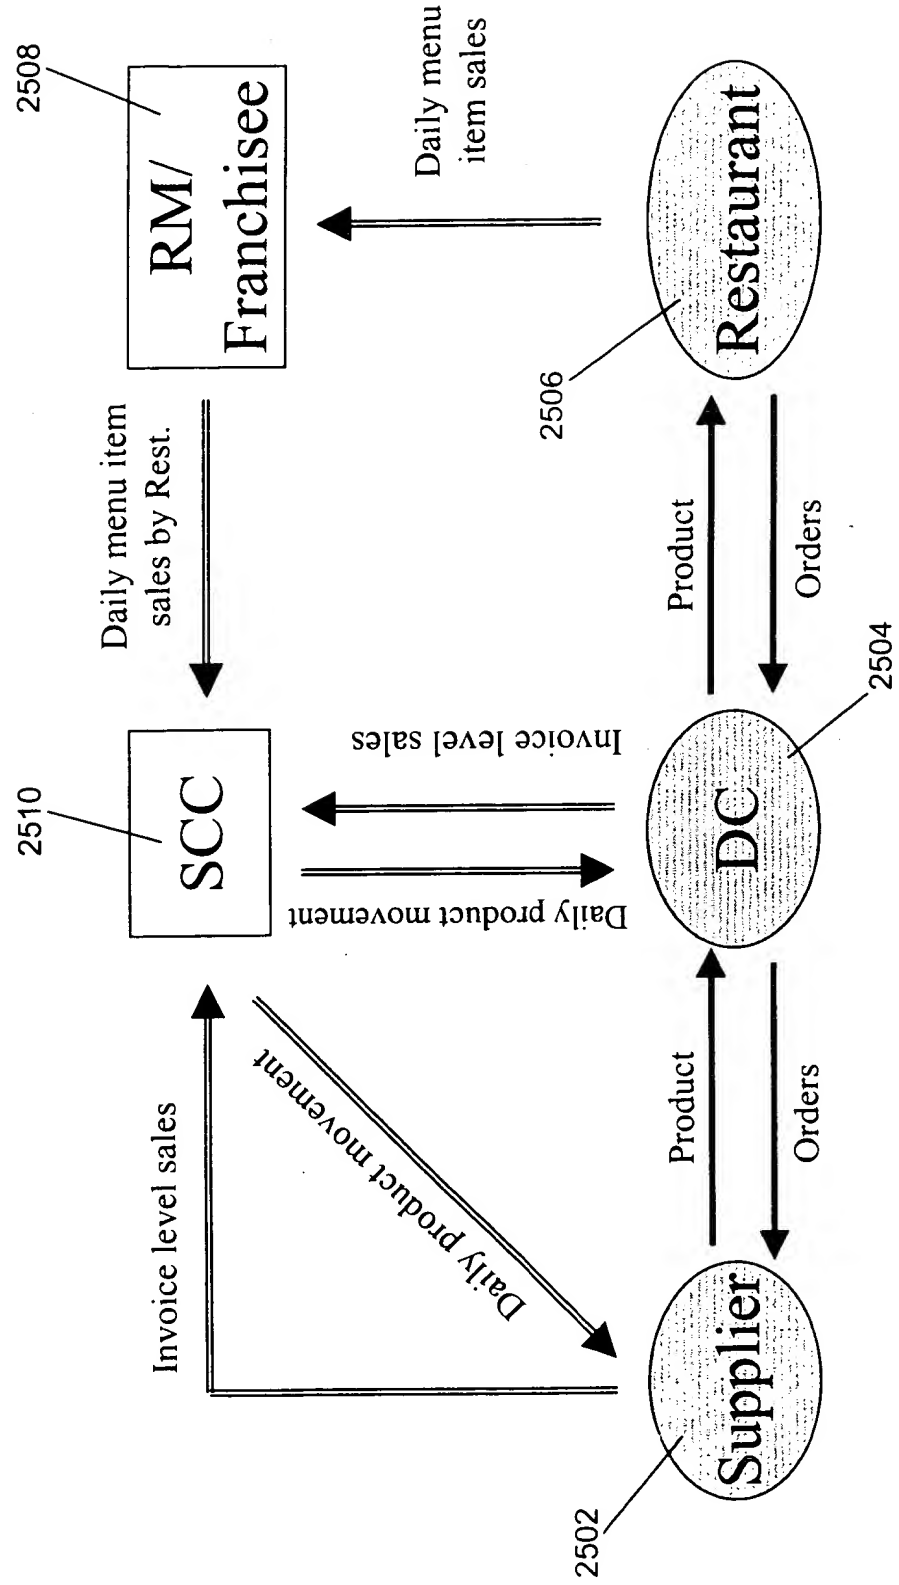 2510
2508
SCC
RM/
Franchisee
Invoice level sales
Daily menu item
sales by Rest.
Daily menu
item sales
Daily product movement
Daily product movement
Invoice level sales
2506
Supplier
DC
Restaurant
Product
Product
Orders
Orders
2502
2504